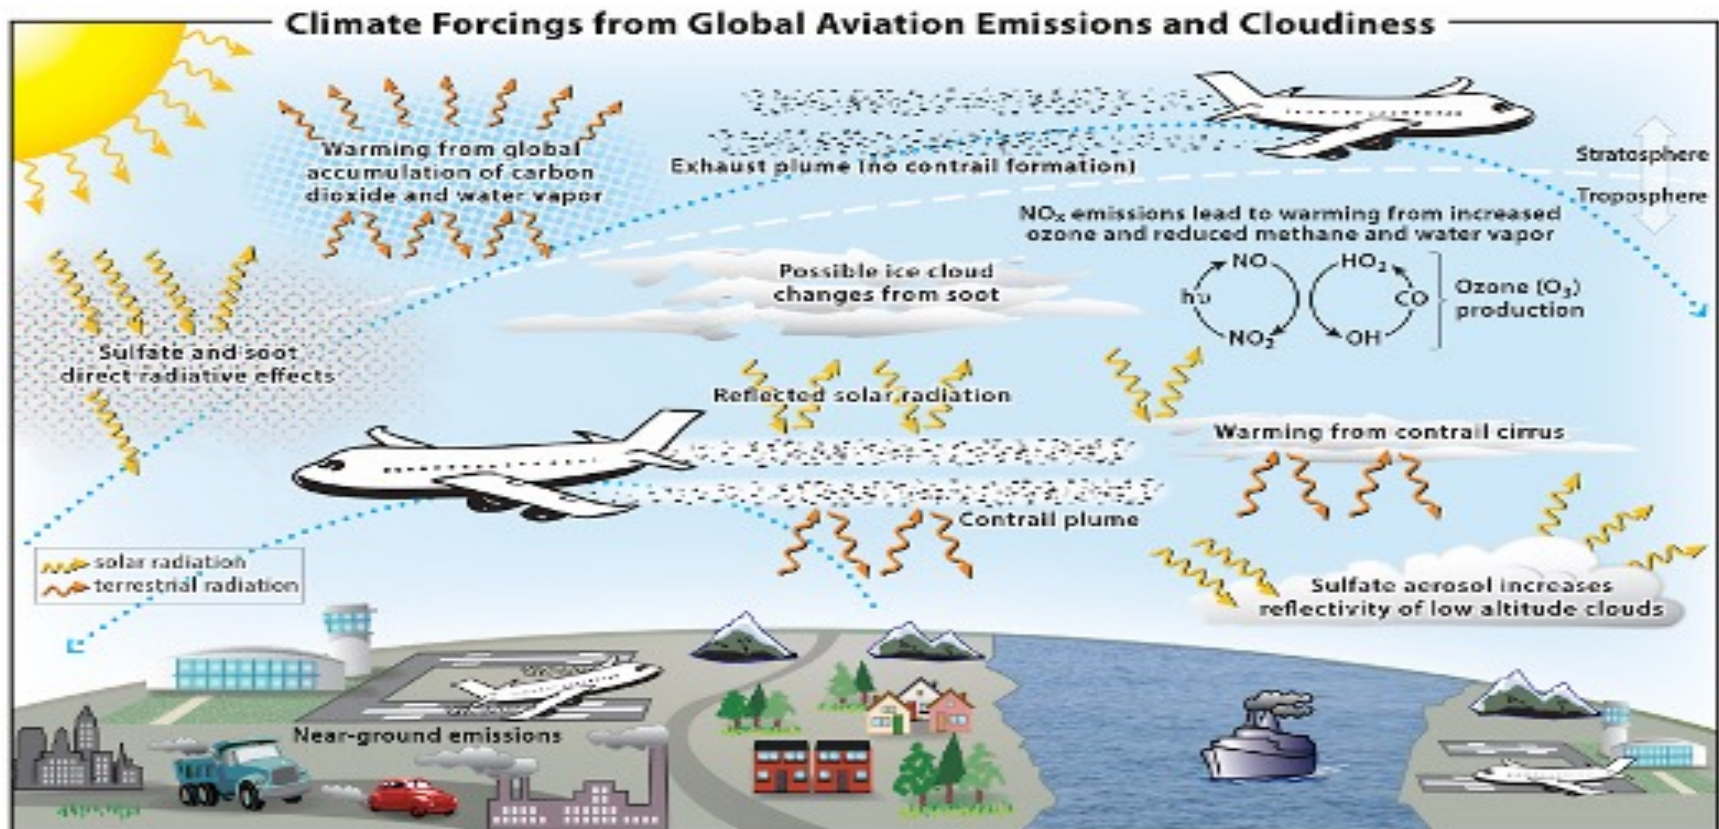 Climate Forcings from Global Aviation Emissions and Cloudiness
Warming from global
accumulation of carbon
dioxide and water vapor
Exhaust plume (no contrail formation)
Stratosphere
Troposphere
NOₓ emissions lead to warming from increased
ozone and reduced methane and water vapor
NO
HO₂
hυ
CO
NO₂
OH
Ozone (O₃)
production
Possible ice cloud
changes from soot
Sulfate and soot
direct radiative effects
Reflected solar radiation
Warming from contrail cirrus
Contrail plume
solar radiation
terrestrial radiation
Sulfate aerosol increases
reflectivity of low altitude clouds
Near-ground emissions